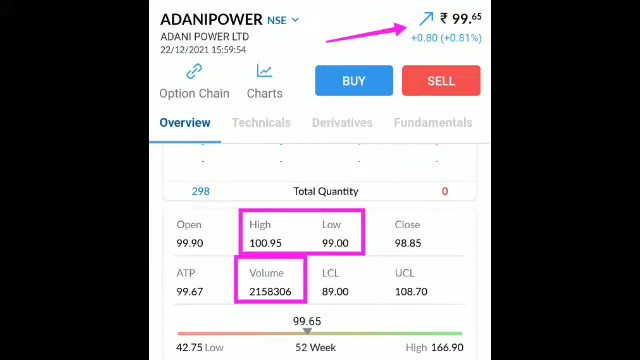 ADANIPOWER NSE
₹ 99.65
ADANI POWER LTD
+0.80 (+0.81%)
22/12/2021 15:59:54
Option Chain
Charts
BUY
SELL
Overview Technicals Derivatives Fundamentals
- - - -
298 Total Quantity 0
Open High Low Close
99.90 100.95 99.00 98.85
ATP Volume LCL UCL
99.67 2158306 89.00 108.70
99.65
42.75 Low 52 Week High 166.90